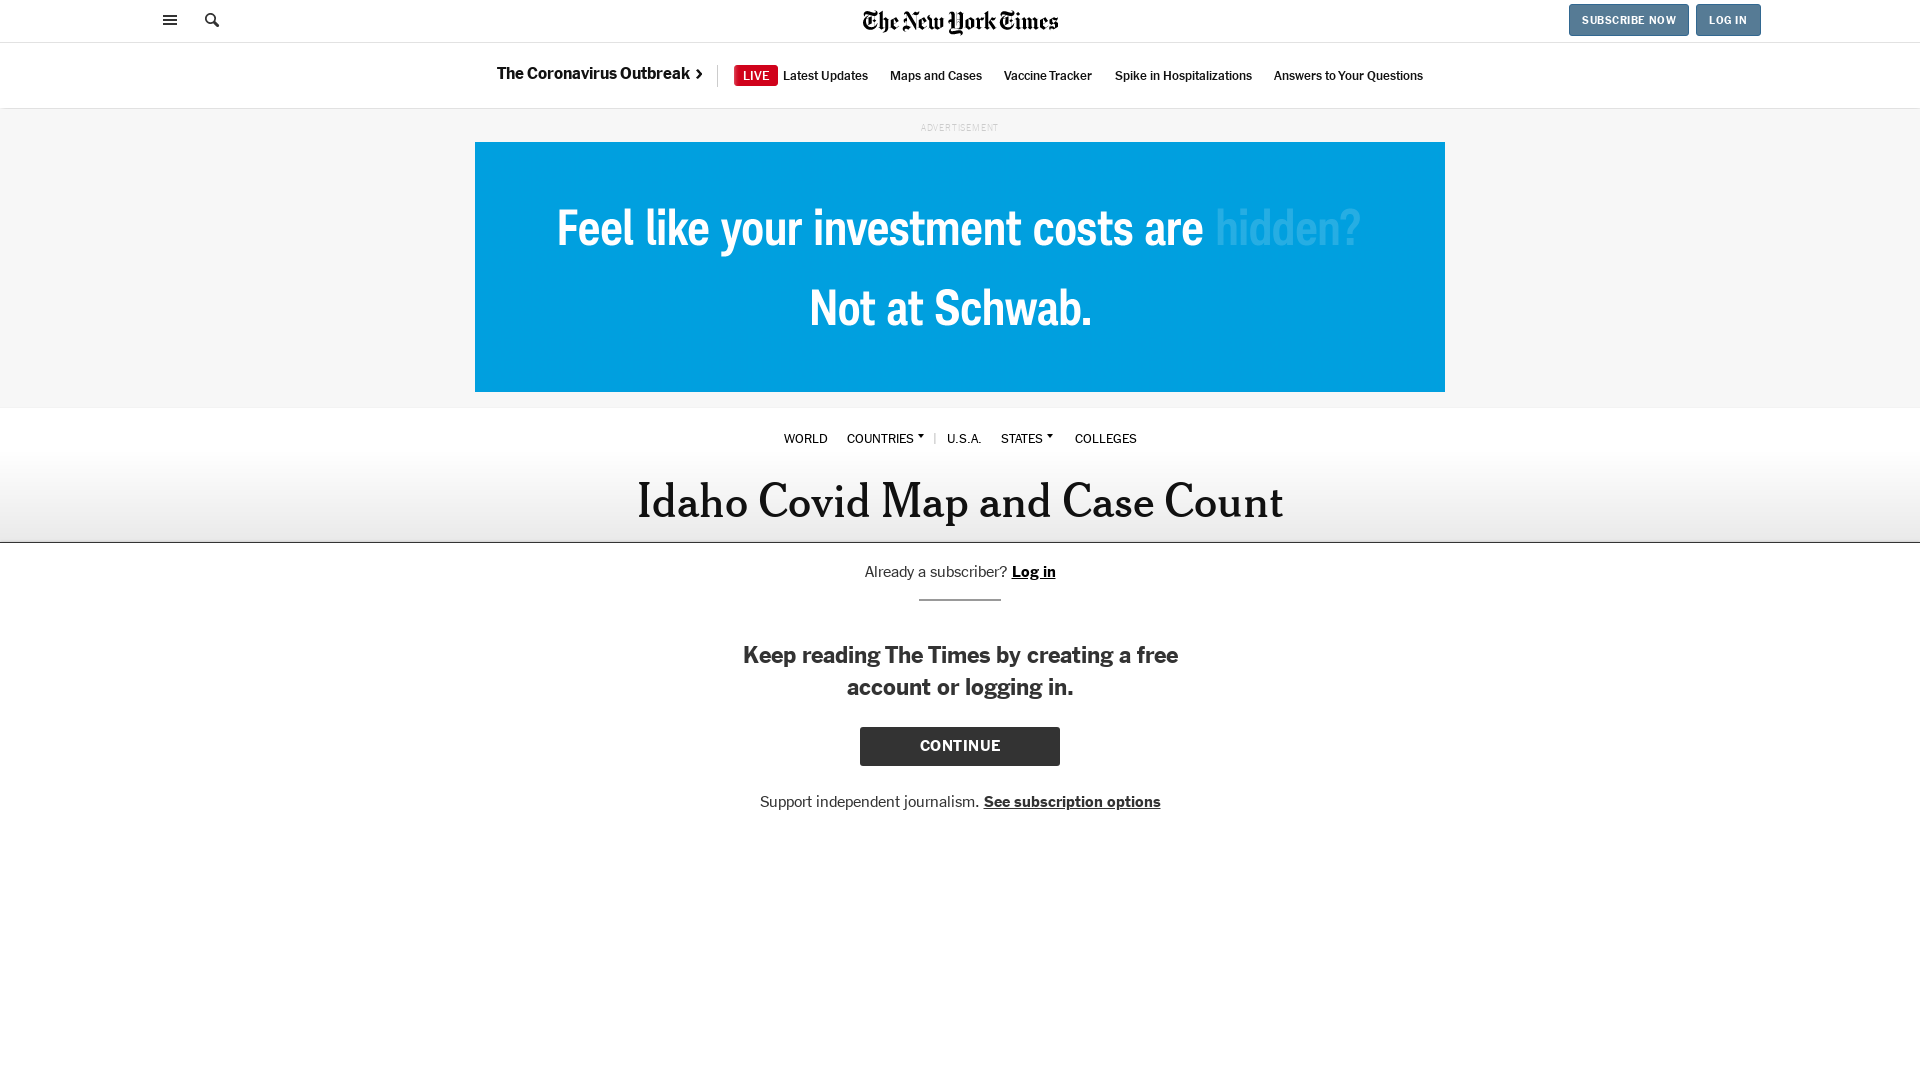 The New York Times
SUBSCRIBE NOW
LOG IN
The Coronavirus Outbreak
LIVE Latest Updates
Maps and Cases
Vaccine Tracker
Spike in Hospitalizations
Answers to Your Questions
ADVERTISEMENT
Feel like your investment costs are hidden?
Not at Schwab.
WORLD COUNTRIES | U.S.A. STATES COLLEGES
Idaho Covid Map and Case Count
Already a subscriber? Log in
Keep reading The Times by creating a free
account or logging in.
CONTINUE
Support independent journalism. See subscription options